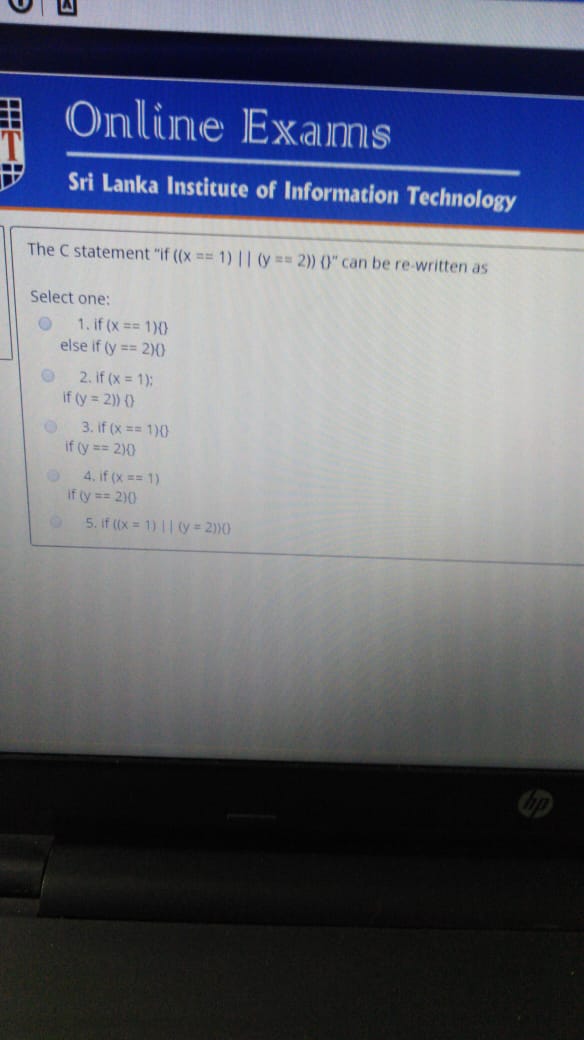 T
Online Exams
Sri Lanka Institute of Information Technology
The C statement "if ((x == 1) || (y == 2)) {}" can be re-written as
Select one:
1. if (x == 1){}
else if (y == 2){}
2. if (x = 1);
if (y = 2)) {}
3. if (x == 1){}
if (y == 2){}
4. if (x == 1)
if (y == 2){}
5. if ((x = 1) || (y = 2)){}
hp